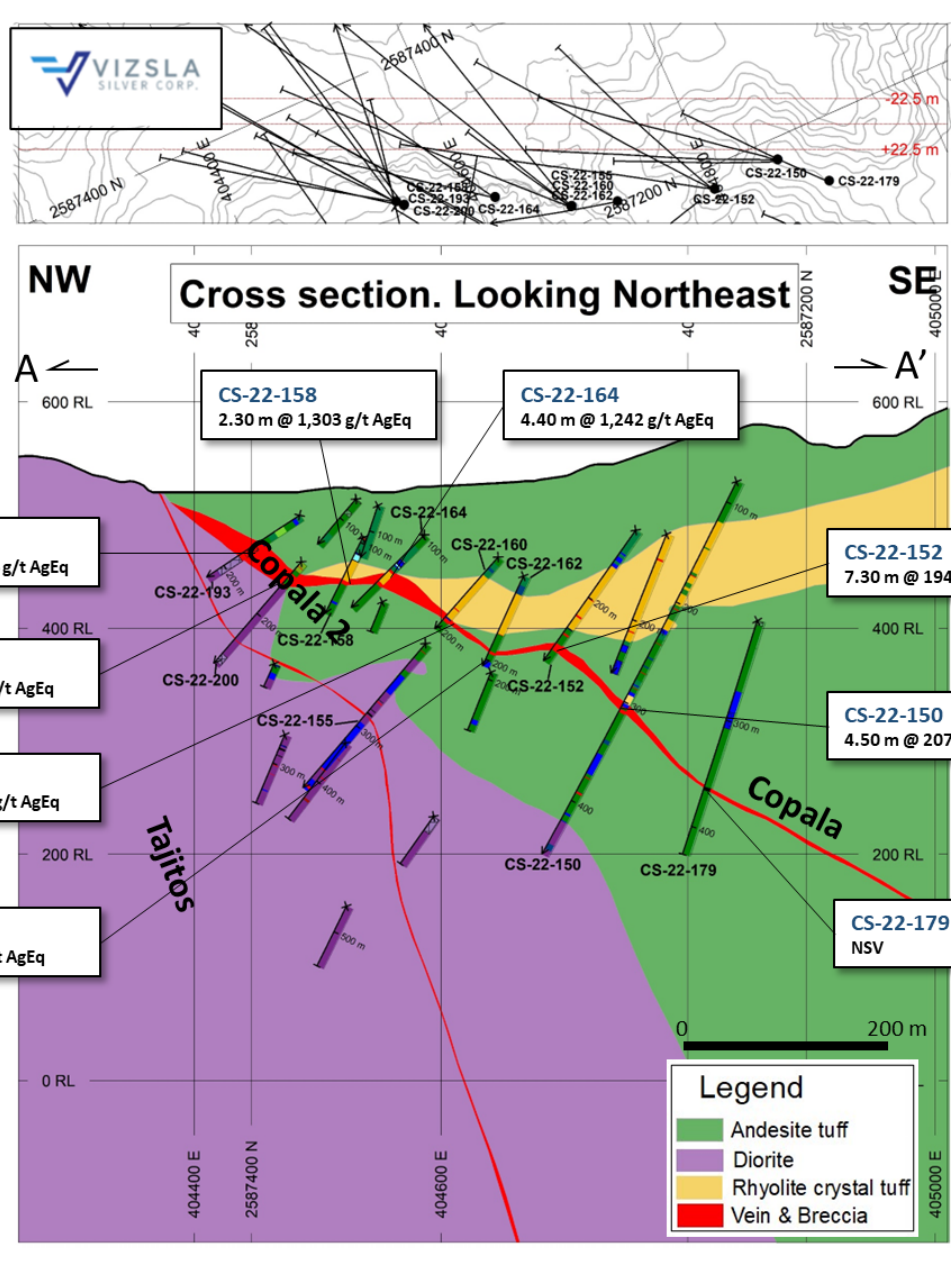 VIZSLA
SILVER CORP.
2587400 N
-22.5 m
+22.5 m
404400 E
2587400 N
CS-22-193
CS-22-200
CS-22-164
CS-22-155
CS-22-160
CS-22-162
2587200 N
CS-22-152
CS-22-150
CS-22-179
NW
Cross section. Looking Northeast
SE
2587200 N
405000 E
A
A’
600 RL
600 RL
CS-22-158
2.30 m @ 1,303 g/t AgEq
CS-22-164
4.40 m @ 1,242 g/t AgEq
CS-22-164
CS-22-160
CS-22-162
g/t AgEq
CS-22-193
Copala 2
CS-22-152
7.30 m @ 194
400 RL
400 RL
CS-22-158
/t AgEq
CS-22-200
CS-22-152
CS-22-155
CS-22-150
4.50 m @ 207
g/t AgEq
Copala
Tajitos
200 RL
200 RL
CS-22-150
CS-22-179
t AgEq
CS-22-179
NSV
500 m
0
200 m
0 RL
Legend
Andesite tuff
Diorite
Rhyolite crystal tuff
Vein & Breccia
404400 E
2587400 N
404600 E
405000 E